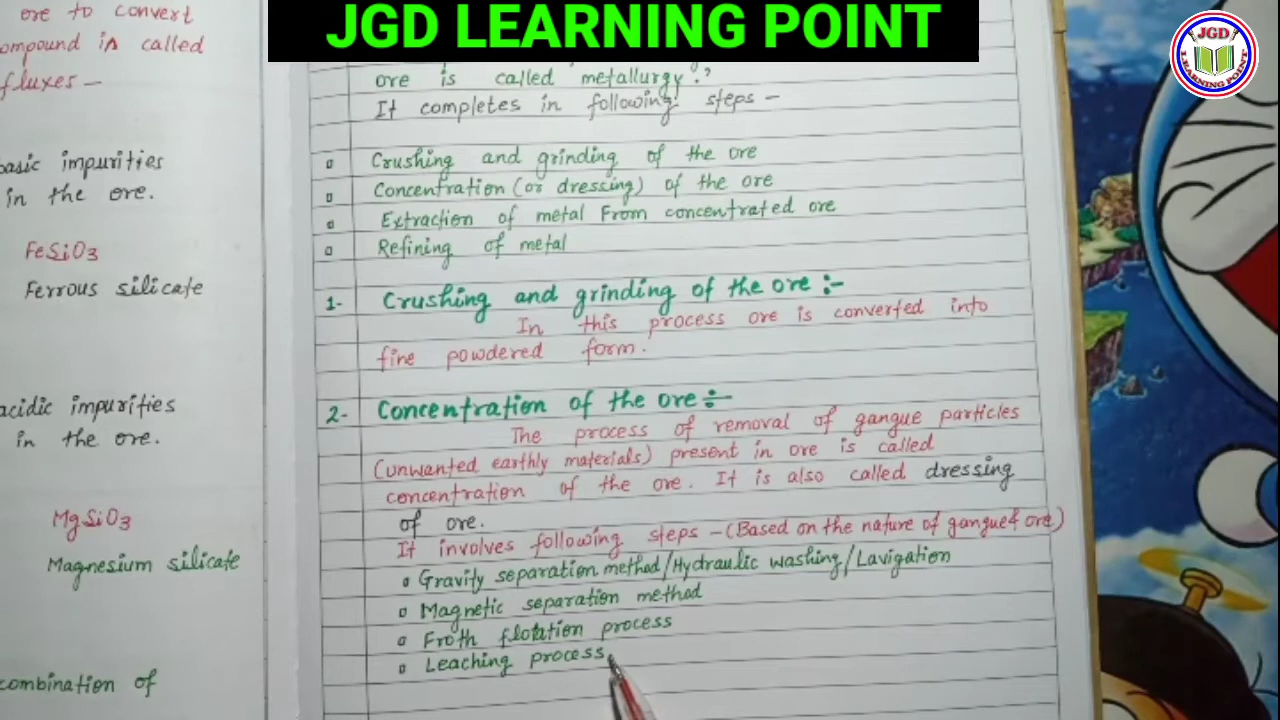 JGD LEARNING POINT
JGD
LEARNING POINT
ore to convert
compound in called
fluxes –
basic impurities
in the ore.
FeSiO3
Ferrous silicate
acidic impurities
in the ore.
MgSiO3
Magnesium silicate
combination of
ore is called "metallurgy."
It completes in following steps –
Crushing and grinding of the ore
Concentration (or dressing) of the ore
Extraction of metal From concentrated ore
Refining of metal
1- Crushing and grinding of the ore :-
In this process ore is converted into
fine powdered form.
2- Concentration of the ore ÷
The process of removal of gangue particles
(unwanted earthly materials) present in ore is called
concentration of the ore. It is also called dressing
of ore.
It involves following steps – (Based on the nature of gangue & ore)
Gravity separation method/Hydraulic washing/Lavigation
Magnetic separation method
Froth flotation process
Leaching process